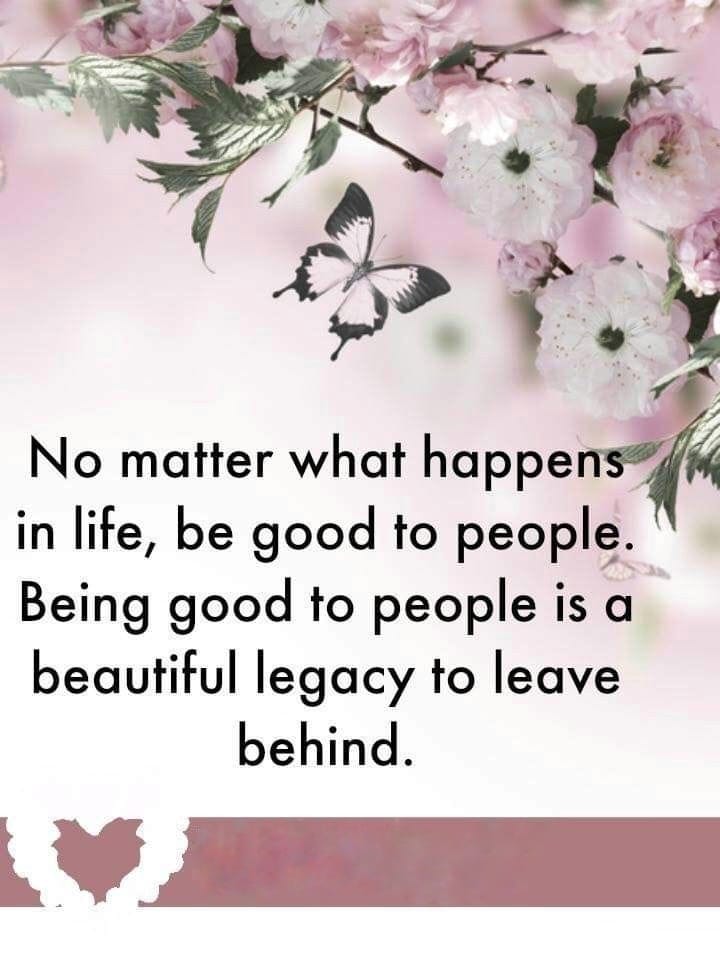 No matter what happens
in life, be good to people.
Being good to people is a
beautiful legacy to leave
behind.